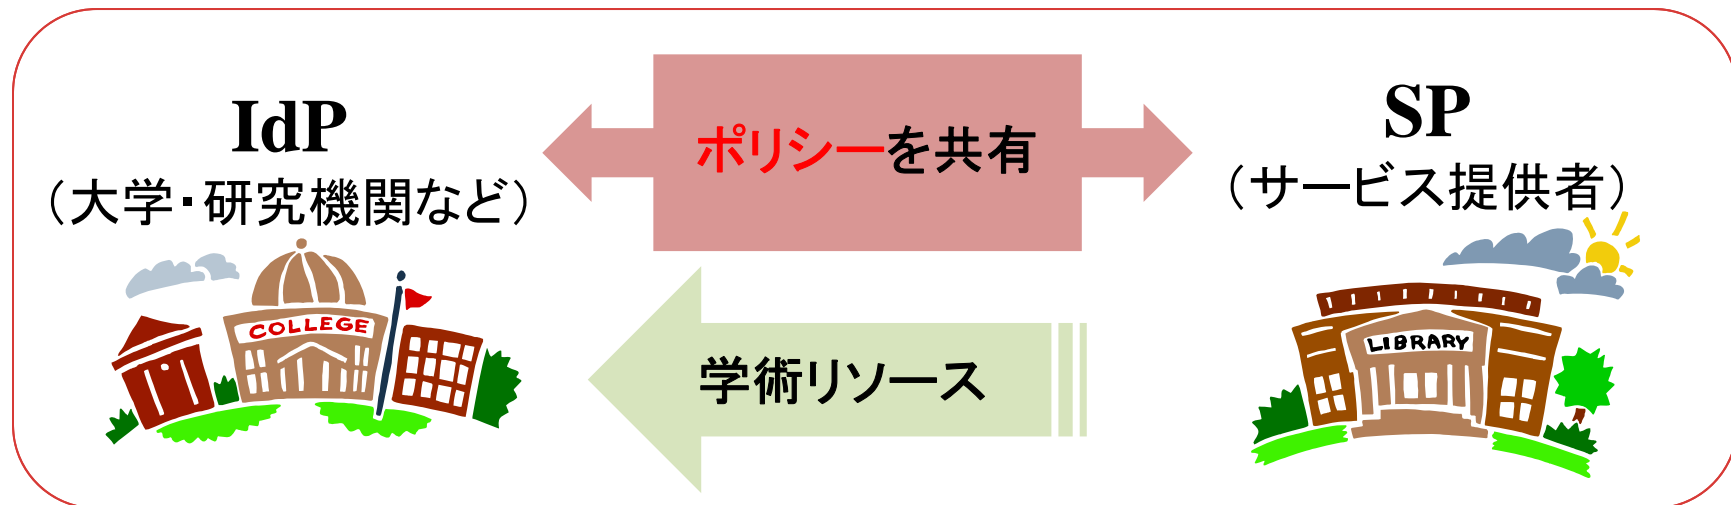 IdP
（大学・研究機関など）
COLLEGE
ポリシーを共有
学術リソース
SP
（サービス提供者）
LIBRARY